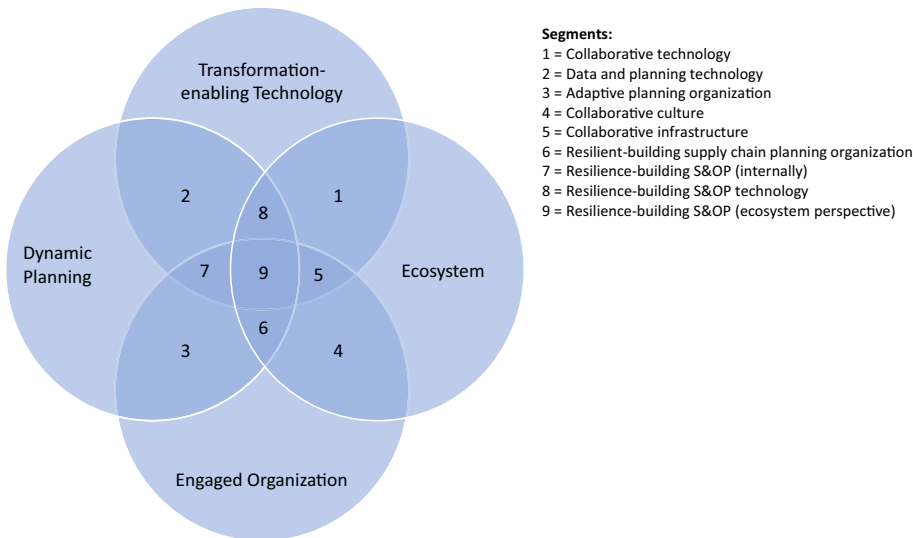 Transformation-
enabling Technology
2
1
8
Dynamic
Planning
7
9
5
Ecosystem
6
3
4
Engaged Organization
Segments:
1 = Collaborative technology
2 = Data and planning technology
3 = Adaptive planning organization
4 = Collaborative culture
5 = Collaborative infrastructure
6 = Resilient-building supply chain planning organization
7 = Resilience-building S&OP (internally)
8 = Resilience-building S&OP technology
9 = Resilience-building S&OP (ecosystem perspective)